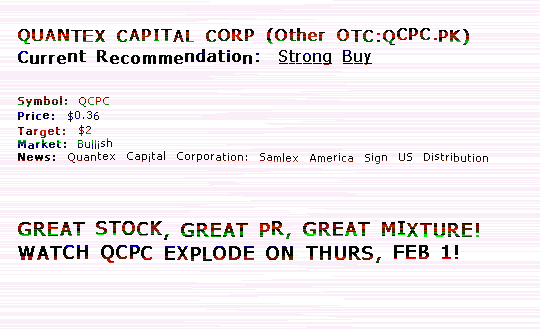 QUANTEX CAPITAL CORP (Other OTC:QCPC.PK)
Current Recommendation: Strong Buy
Symbol: QCPC
Price: $0.36
Target: $2
Market: Bullish
News: Quantex Capital Corporation: Samlex America Sign US Distribution
GREAT STOCK, GREAT PR, GREAT MIXTURE!
WATCH QCPC EXPLODE ON THURS, FEB 1!